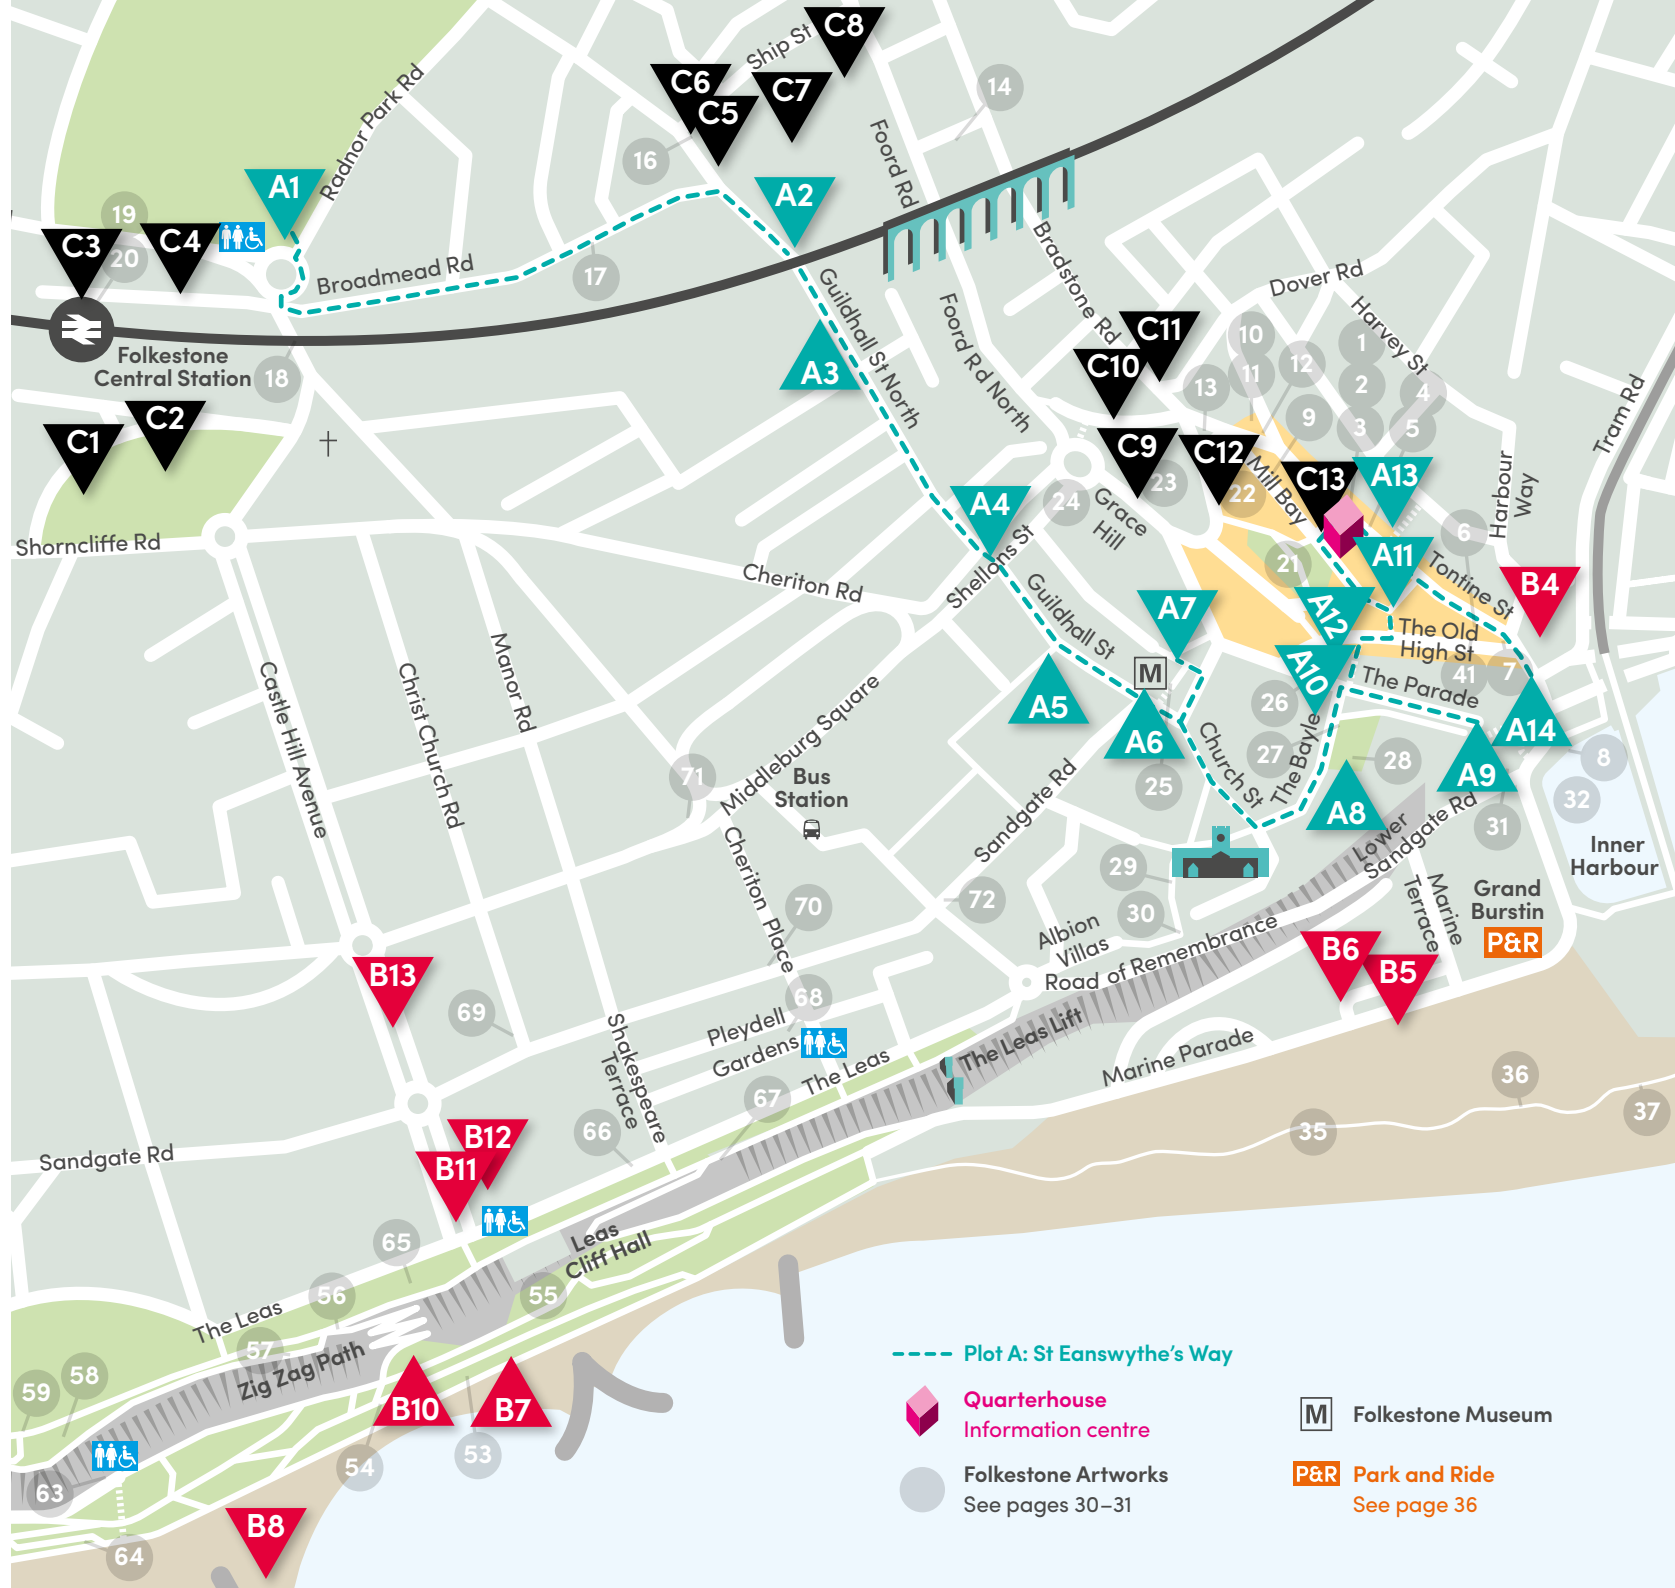 C8
Ship St
C6
C7
C5
14
16
Foord Rd
Radnor Park Rd
A1
A2
19
C3
C4
20
Broadmead Rd
17
Bradstone Rd
Guildhall St North
Foord Rd North
Dover Rd
Harvey St
C11
C10
10
1
12
11
13
2
4
9
3
5
Folkestone
Central Station
18
A3
Tram Rd
C1
C2
C9
C12
23
22
Mill Bay
C13
A13
Harbour
Way
24
A4
Grace
Hill
6
Shorncliffe Rd
Cheriton Rd
Shellons St
21
A11
Tontine St
B4
Guildhall St
A7
A12
The Old
High St
Castle Hill Avenue
Christ Church Rd
Manor Rd
M
A5
A10
41
7
The Parade
26
A6
A14
Church St
The Bayle
27
28
8
Middleburg Square
71
Bus
Station
25
A9
A8
32
31
Sandgate Rd
Lower
Sandgate Rd
Inner
Harbour
Cheriton Place
29
Grand
Burstin
P&R
Marine
Terrace
70
72
30
Albion
Villas
Road of Remembrance
B6
B5
B13
68
69
Pleydell
Gardens
The Leas
The Leas Lift
Marine Parade
Shakespeare
Terrace
67
66
36
37
35
B12
B11
Sandgate Rd
65
Leas
Cliff Hall
55
56
The Leas
57
Zig Zag Path
58
59
B10
B7
53
54
63
B8
64
Plot A: St Eanswythe's Way
Quarterhouse
Information centre
M
Folkestone Museum
Folkestone Artworks
See pages 30–31
P&R
Park and Ride
See page 36